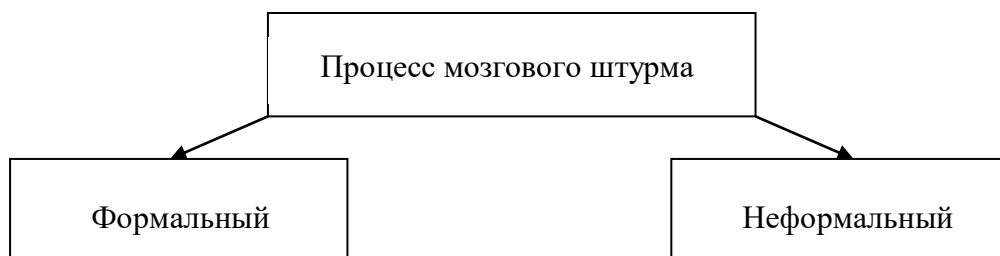 Процесс мозгового штурма
Формальный
Неформальный